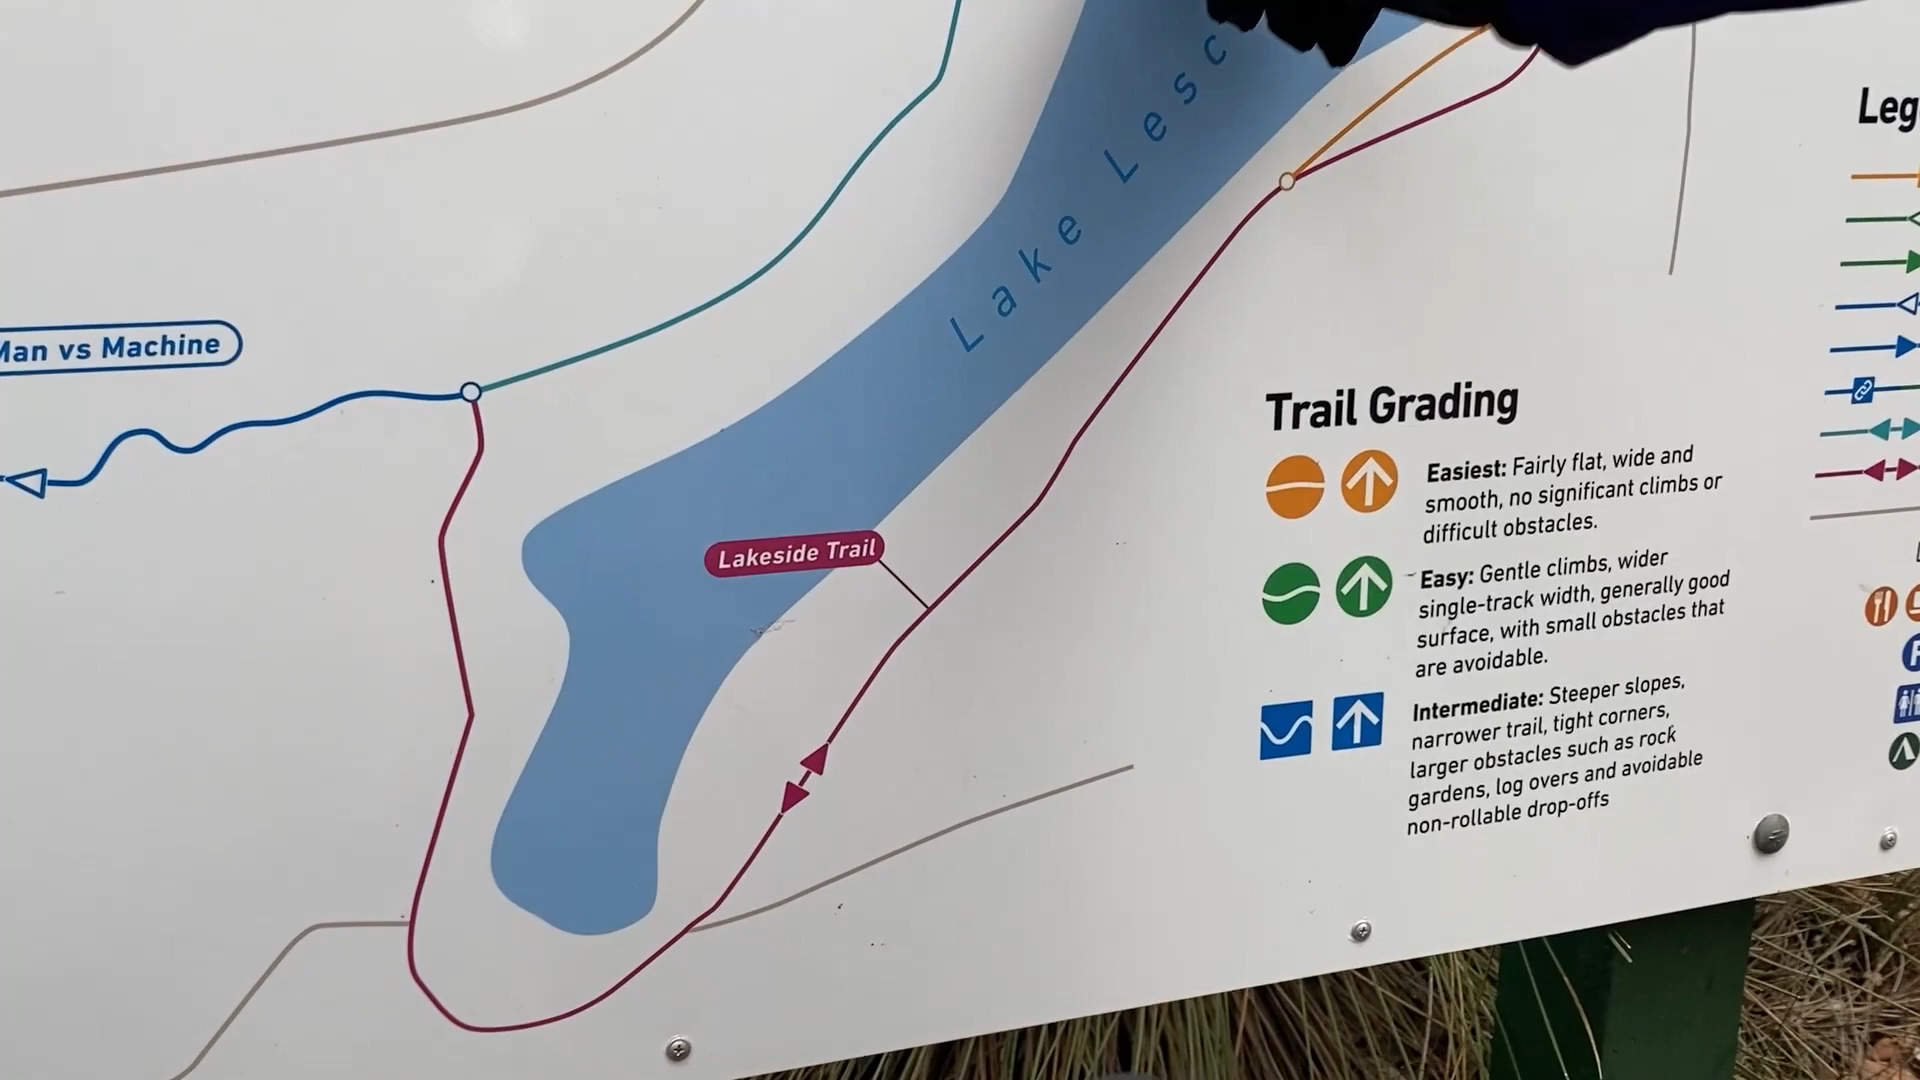 Lake Lesc
Leg
Man vs Machine
Trail Grading
Easiest: Fairly flat, wide and
smooth, no significant climbs or
difficult obstacles.
Lakeside Trail
Easy: Gentle climbs, wider
single-track width, generally good
surface, with small obstacles that
are avoidable.
Intermediate: Steeper slopes,
narrower trail, tight corners,
larger obstacles such as rock
gardens, log overs and avoidable
non-rollable drop-offs